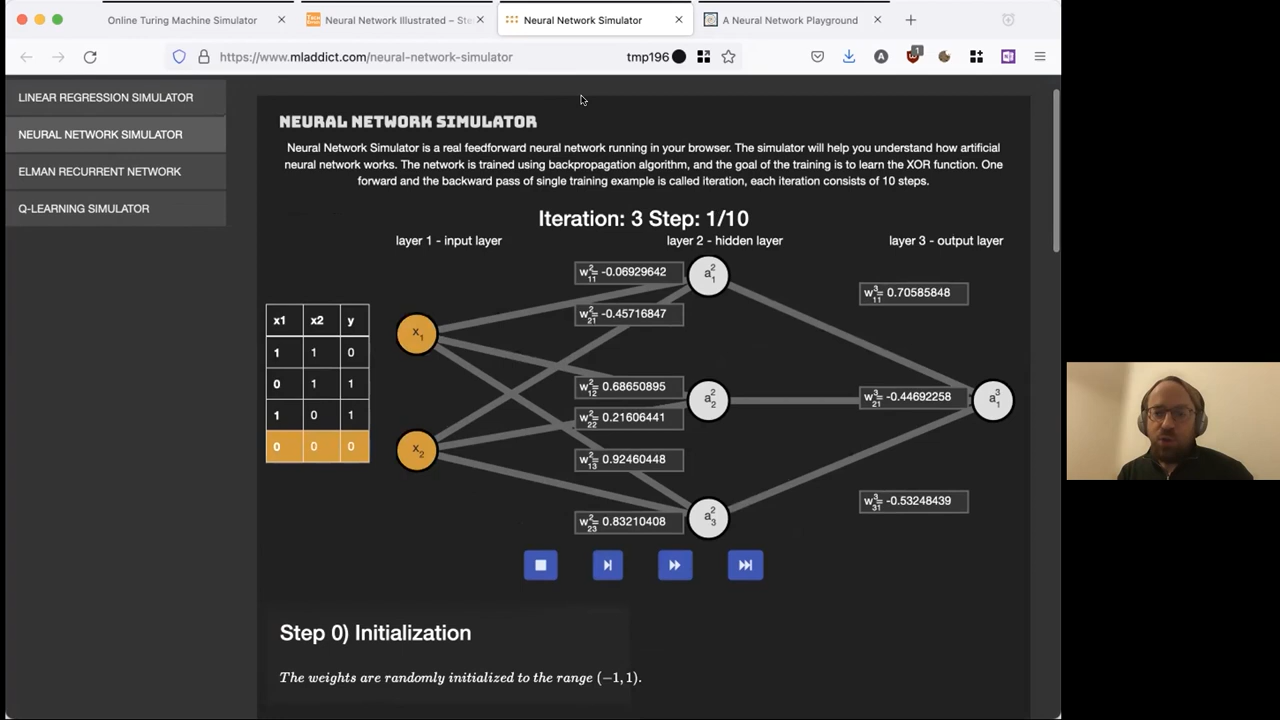 Online Turing Machine Simulator
Neural Network Illustrated – Ste
Neural Network Simulator
A Neural Network Playground
https://www.mladdict.com/neural-network-simulator
tmp196
A
1
LINEAR REGRESSION SIMULATOR
NEURAL NETWORK SIMULATOR
ELMAN RECURRENT NETWORK
Q-LEARNING SIMULATOR
NEURAL NETWORK SIMULATOR
Neural Network Simulator is a real feedforward neural network running in your browser. The simulator will help you understand how artificial
neural network works. The network is trained using backpropagation algorithm, and the goal of the training is to learn the XOR function. One
forward and the backward pass of single training example is called iteration, each iteration consists of 10 steps.
Iteration: 3 Step: 1/10
layer 1 - input layer
layer 2 - hidden layer
layer 3 - output layer
x1 x2 y
1 1 0
0 1 1
1 0 1
0 0 0
x1
x2
w²11= -0.06929642
w²21= -0.45716847
w²12= 0.68650895
w²22= 0.21606441
w²13= 0.92460448
w²23= 0.83210408
a²1
a²2
a²3
w³11= 0.70585848
w³21= -0.44692258
w³31= -0.53248439
a³1
Step 0) Initialization
The weights are randomly initialized to the range (−1, 1).